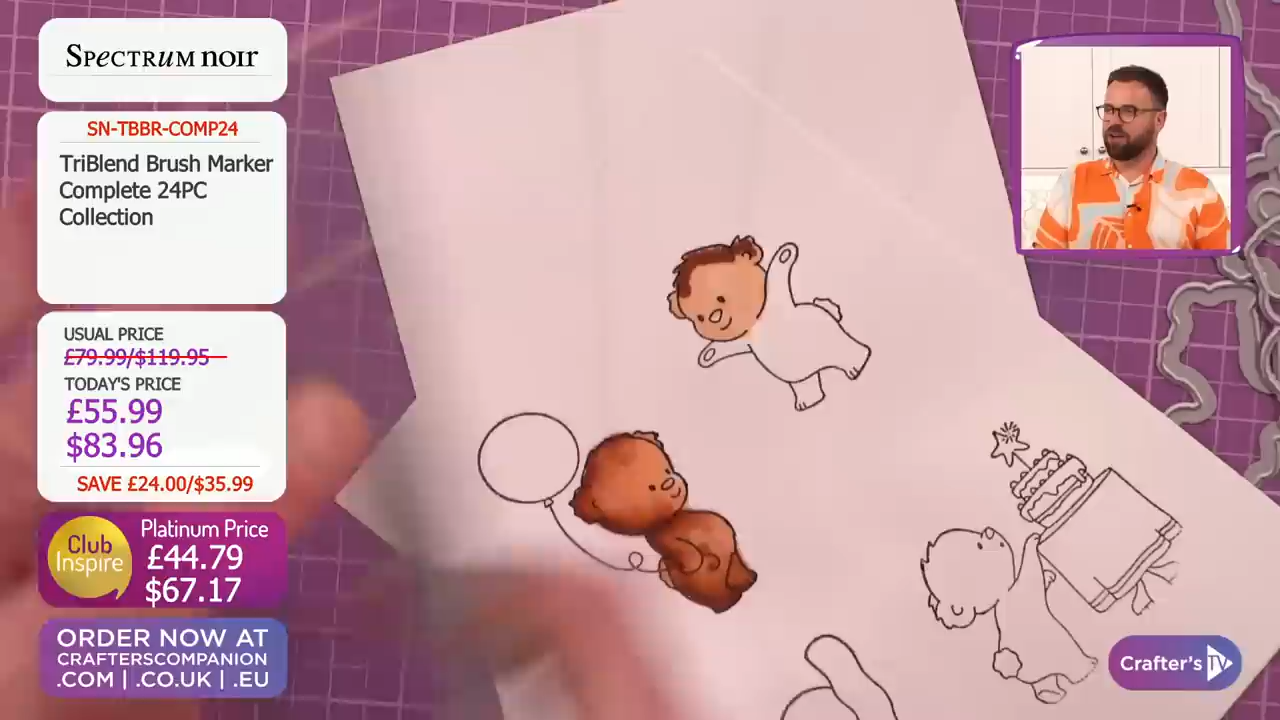 SPECTRUM NOIR
SN-TBBR-COMP24
TriBlend Brush Marker
Complete 24PC
Collection
USUAL PRICE
£79.99/$119.95
TODAY'S PRICE
£55.99
$83.96
SAVE £24.00/$35.99
Club
Inspire
Platinum Price
£44.79
$67.17
ORDER NOW AT
CRAFTERSCOMPANION
.COM | .CO.UK | .EU
Crafter's TV